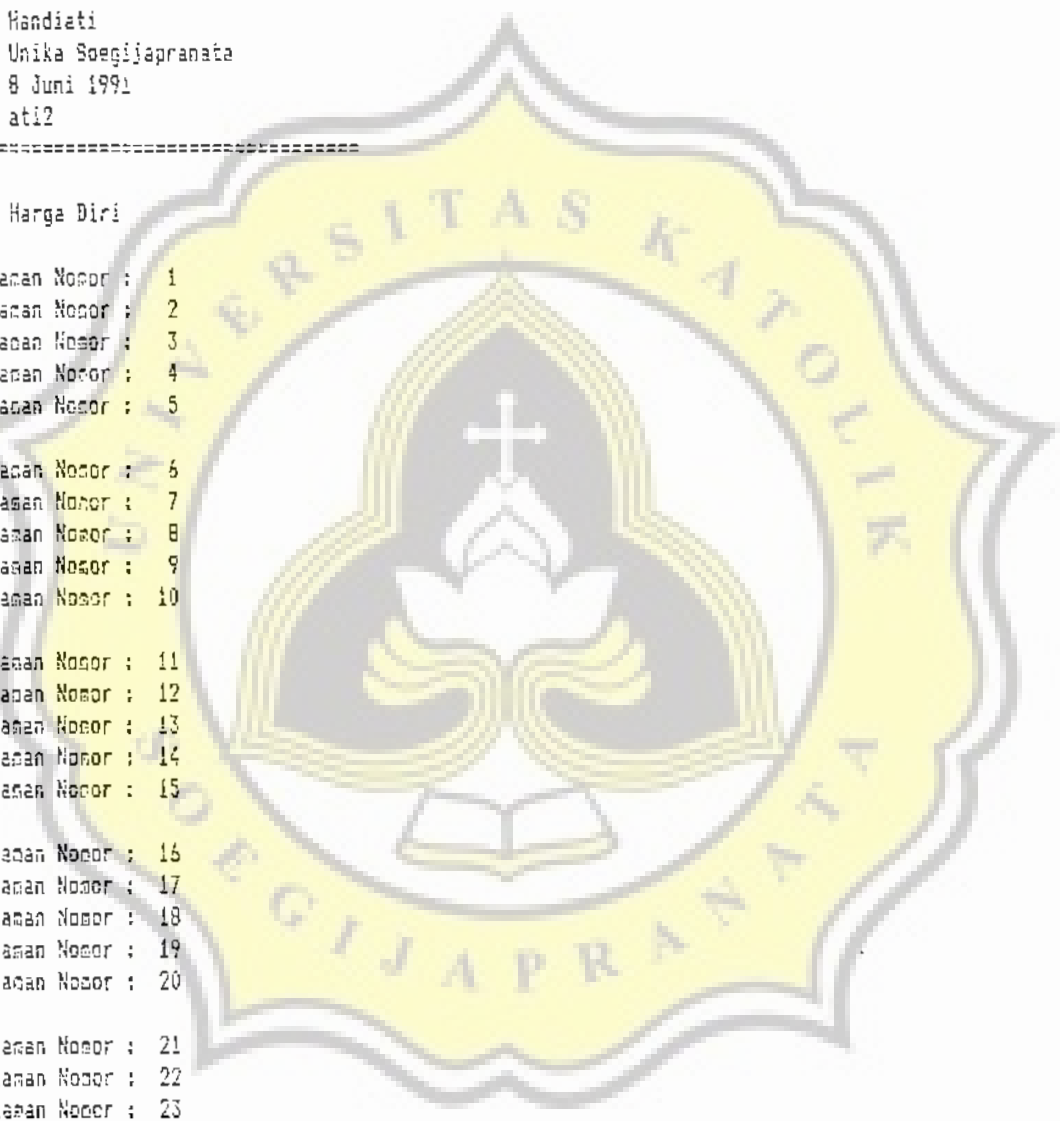 Handiati
Unika Soegijapranata
8 Juni 1991
ati2
================================
Harga Diri
aman Nomor : 1
aman Nomor : 2
aman Nomor : 3
aman Nomor : 4
aman Nomor : 5
aman Nomor : 6
aman Nomor : 7
aman Nomor : 8
aman Nomor : 9
aman Nomor : 10
aman Nomor : 11
aman Nomor : 12
aman Nomor : 13
aman Nomor : 14
aman Nomor : 15
aman Nomor : 16
aman Nomor : 17
aman Nomor : 18
aman Nomor : 19
aman Nomor : 20
aman Nomor : 21
aman Nomor : 22
aman Nomor : 23
UNIVERSITAS KATOLIK
SOEGIJAPRANATA